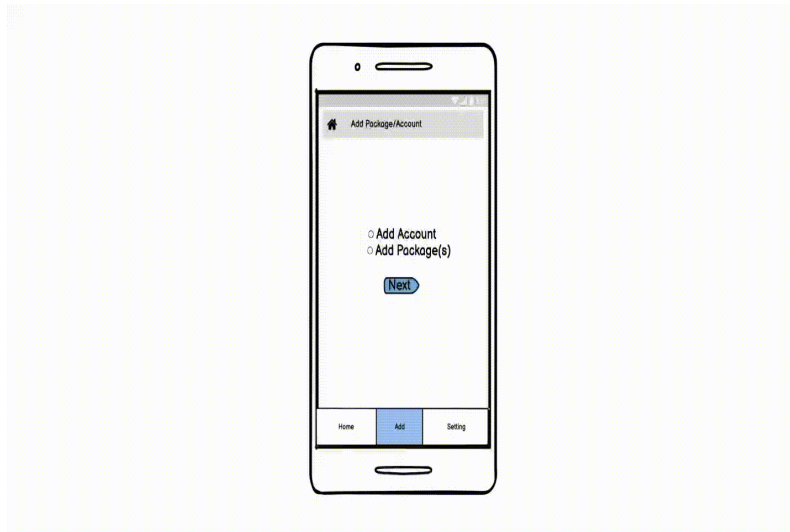 Add Package/Account
Add Account
Add Package(s)
Next
Home
Add
Setting